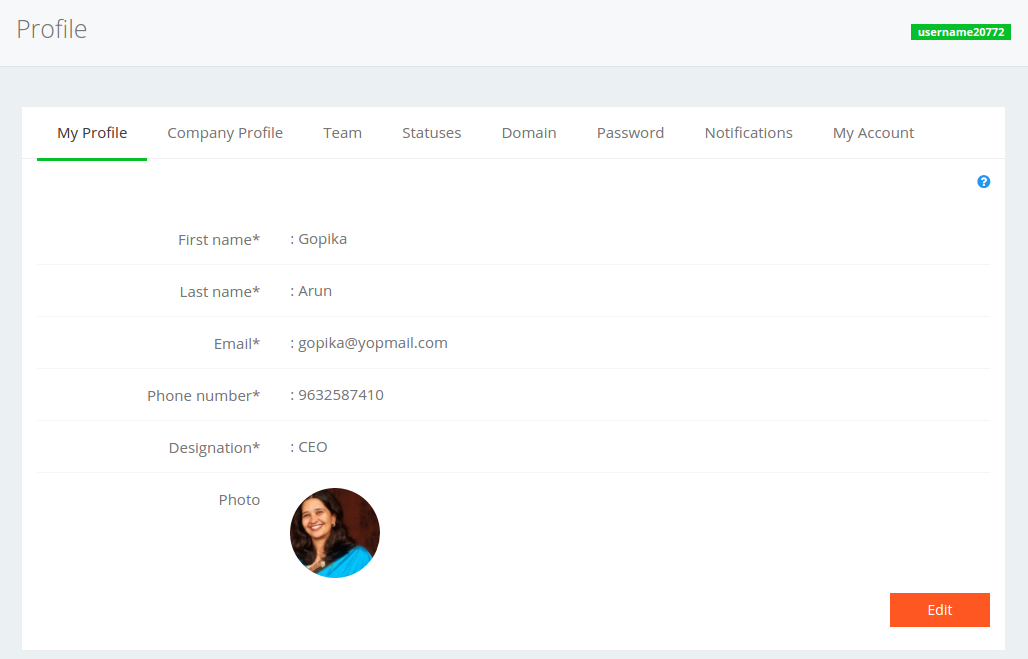 Profile
username20772
My Profile Company Profile Team Statuses Domain Password Notifications My Account
?
First name* : Gopika
Last name* : Arun
Email* : gopika@yopmail.com
Phone number* : 9632587410
Designation* : CEO
Photo
Edit